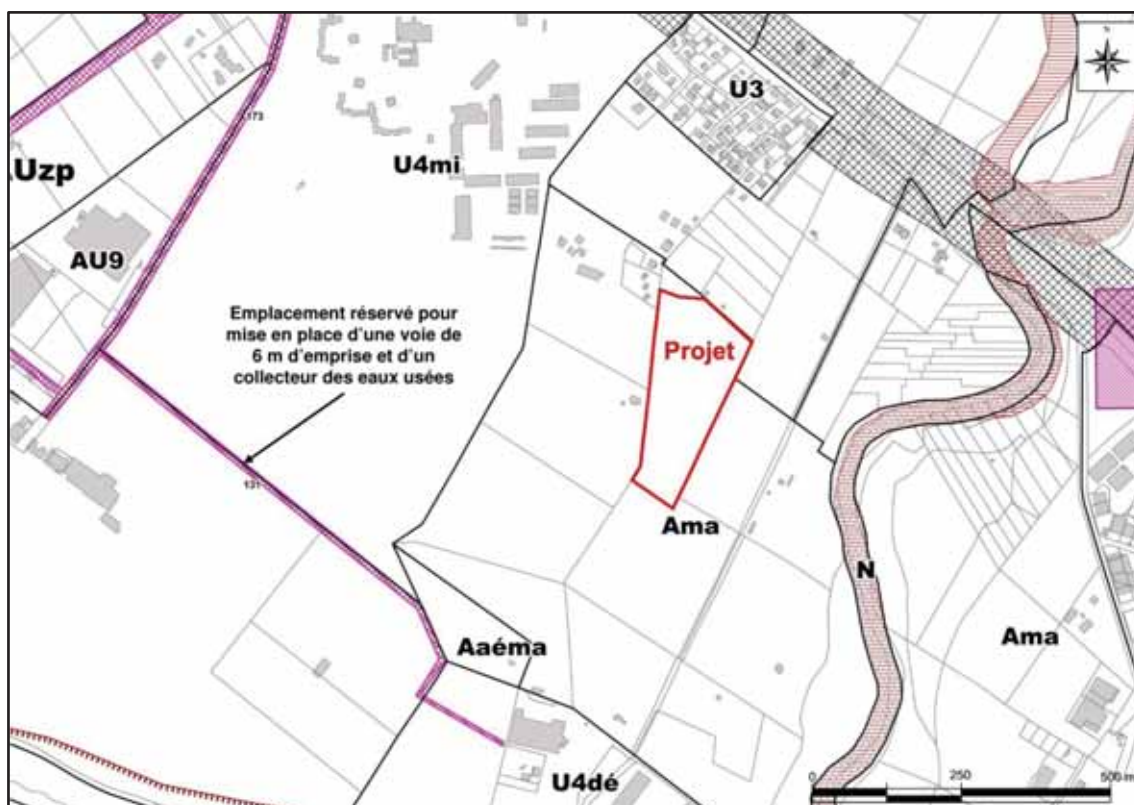 U3
173
U4mi
AUzp
AU9
Emplacement réservé pour
mise en place d'une voie de
6 m d'emprise et d'un
collecteur des eaux usées
Projet
131
Ama
N
Aaéma
Ama
U4dé
0 250 500 m